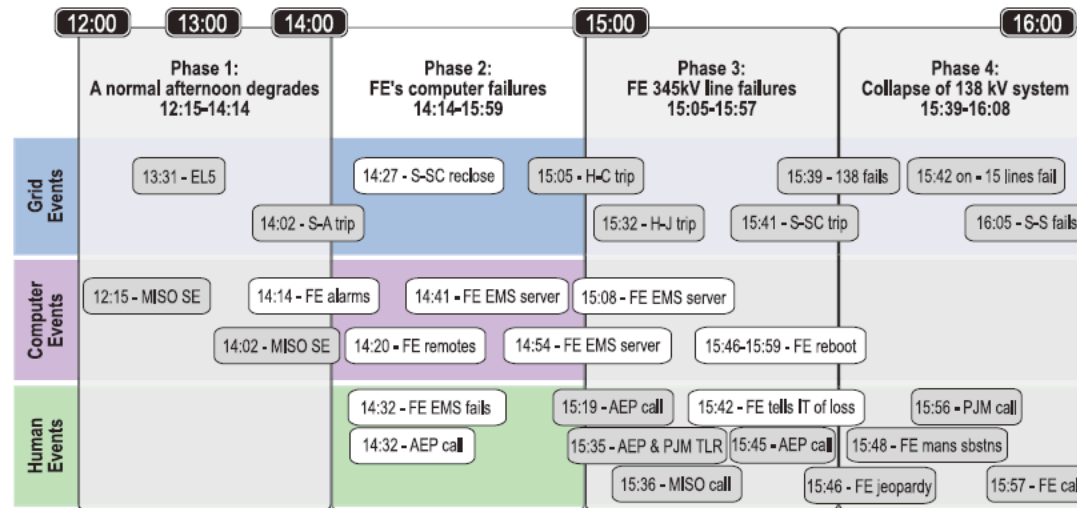 12:00
13:00
14:00
15:00
16:00
Phase 1:
A normal afternoon degrades
12:15-14:14
Phase 2:
FE's computer failures
14:14-15:59
Phase 3:
FE 345kV line failures
15:05-15:57
Phase 4:
Collapse of 138 kV system
15:39-16:08
Grid
Events
13:31 - EL5
14:27 - S-SC reclose
15:05 - H-C trip
15:39 - 138 fails
15:42 on - 15 lines fail
14:02 - S-A trip
15:32 - H-J trip
15:41 - S-SC trip
16:05 - S-S fails
Computer
Events
12:15 - MISO SE
14:14 - FE alarms
14:41 - FE EMS server
15:08 - FE EMS server
14:02 - MISO SE
14:20 - FE remotes
14:54 - FE EMS server
15:46-15:59 - FE reboot
Human
Events
14:32 - FE EMS fails
15:19 - AEP call
15:42 - FE tells IT of loss
15:56 - PJM call
14:32 - AEP call
15:35 - AEP & PJM TLR
15:45 - AEP call
15:48 - FE mans sbstns
15:36 - MISO call
15:46 - FE jeopardy
15:57 - FE cal